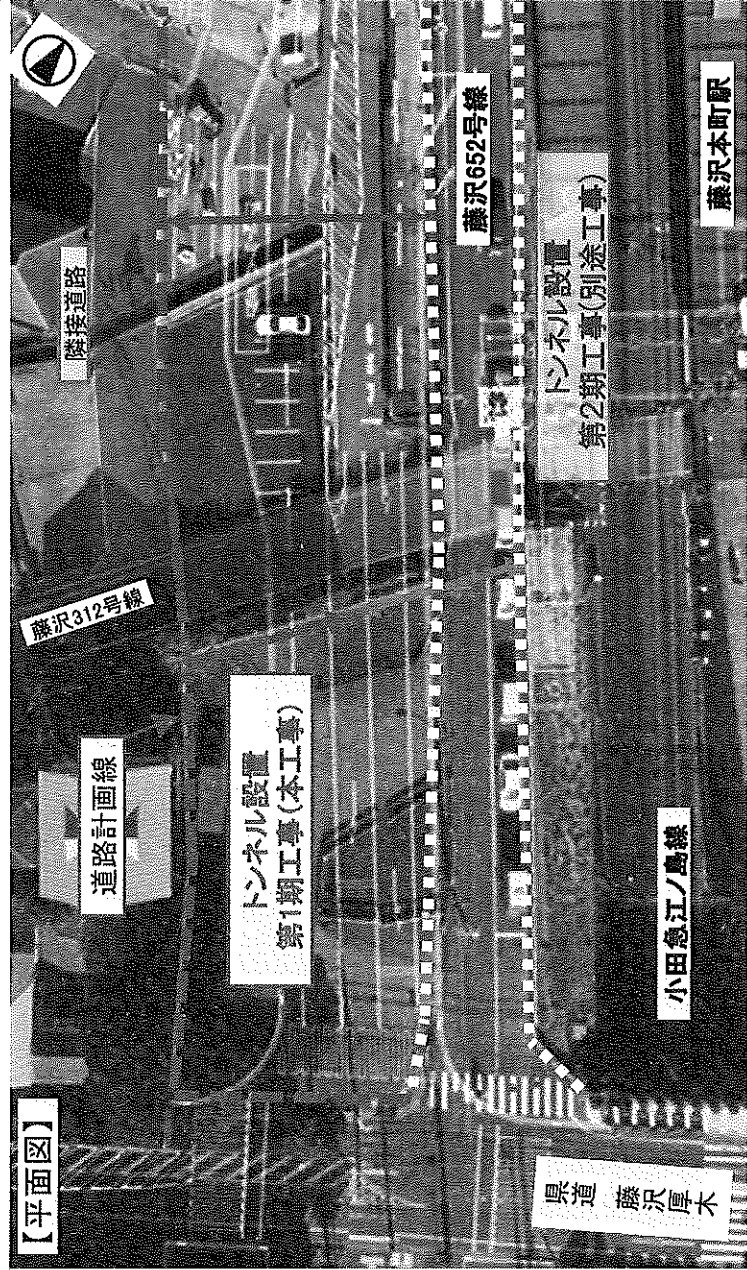 【平面図】
道路計画線
藤沢312号線
隣接道路
トンネル設置
第1期工事(本工事)
藤沢652号線
トンネル設置
第2期工事(別途工事)
県道
藤沢
厚木
小田急江ノ島線
藤沢本町駅